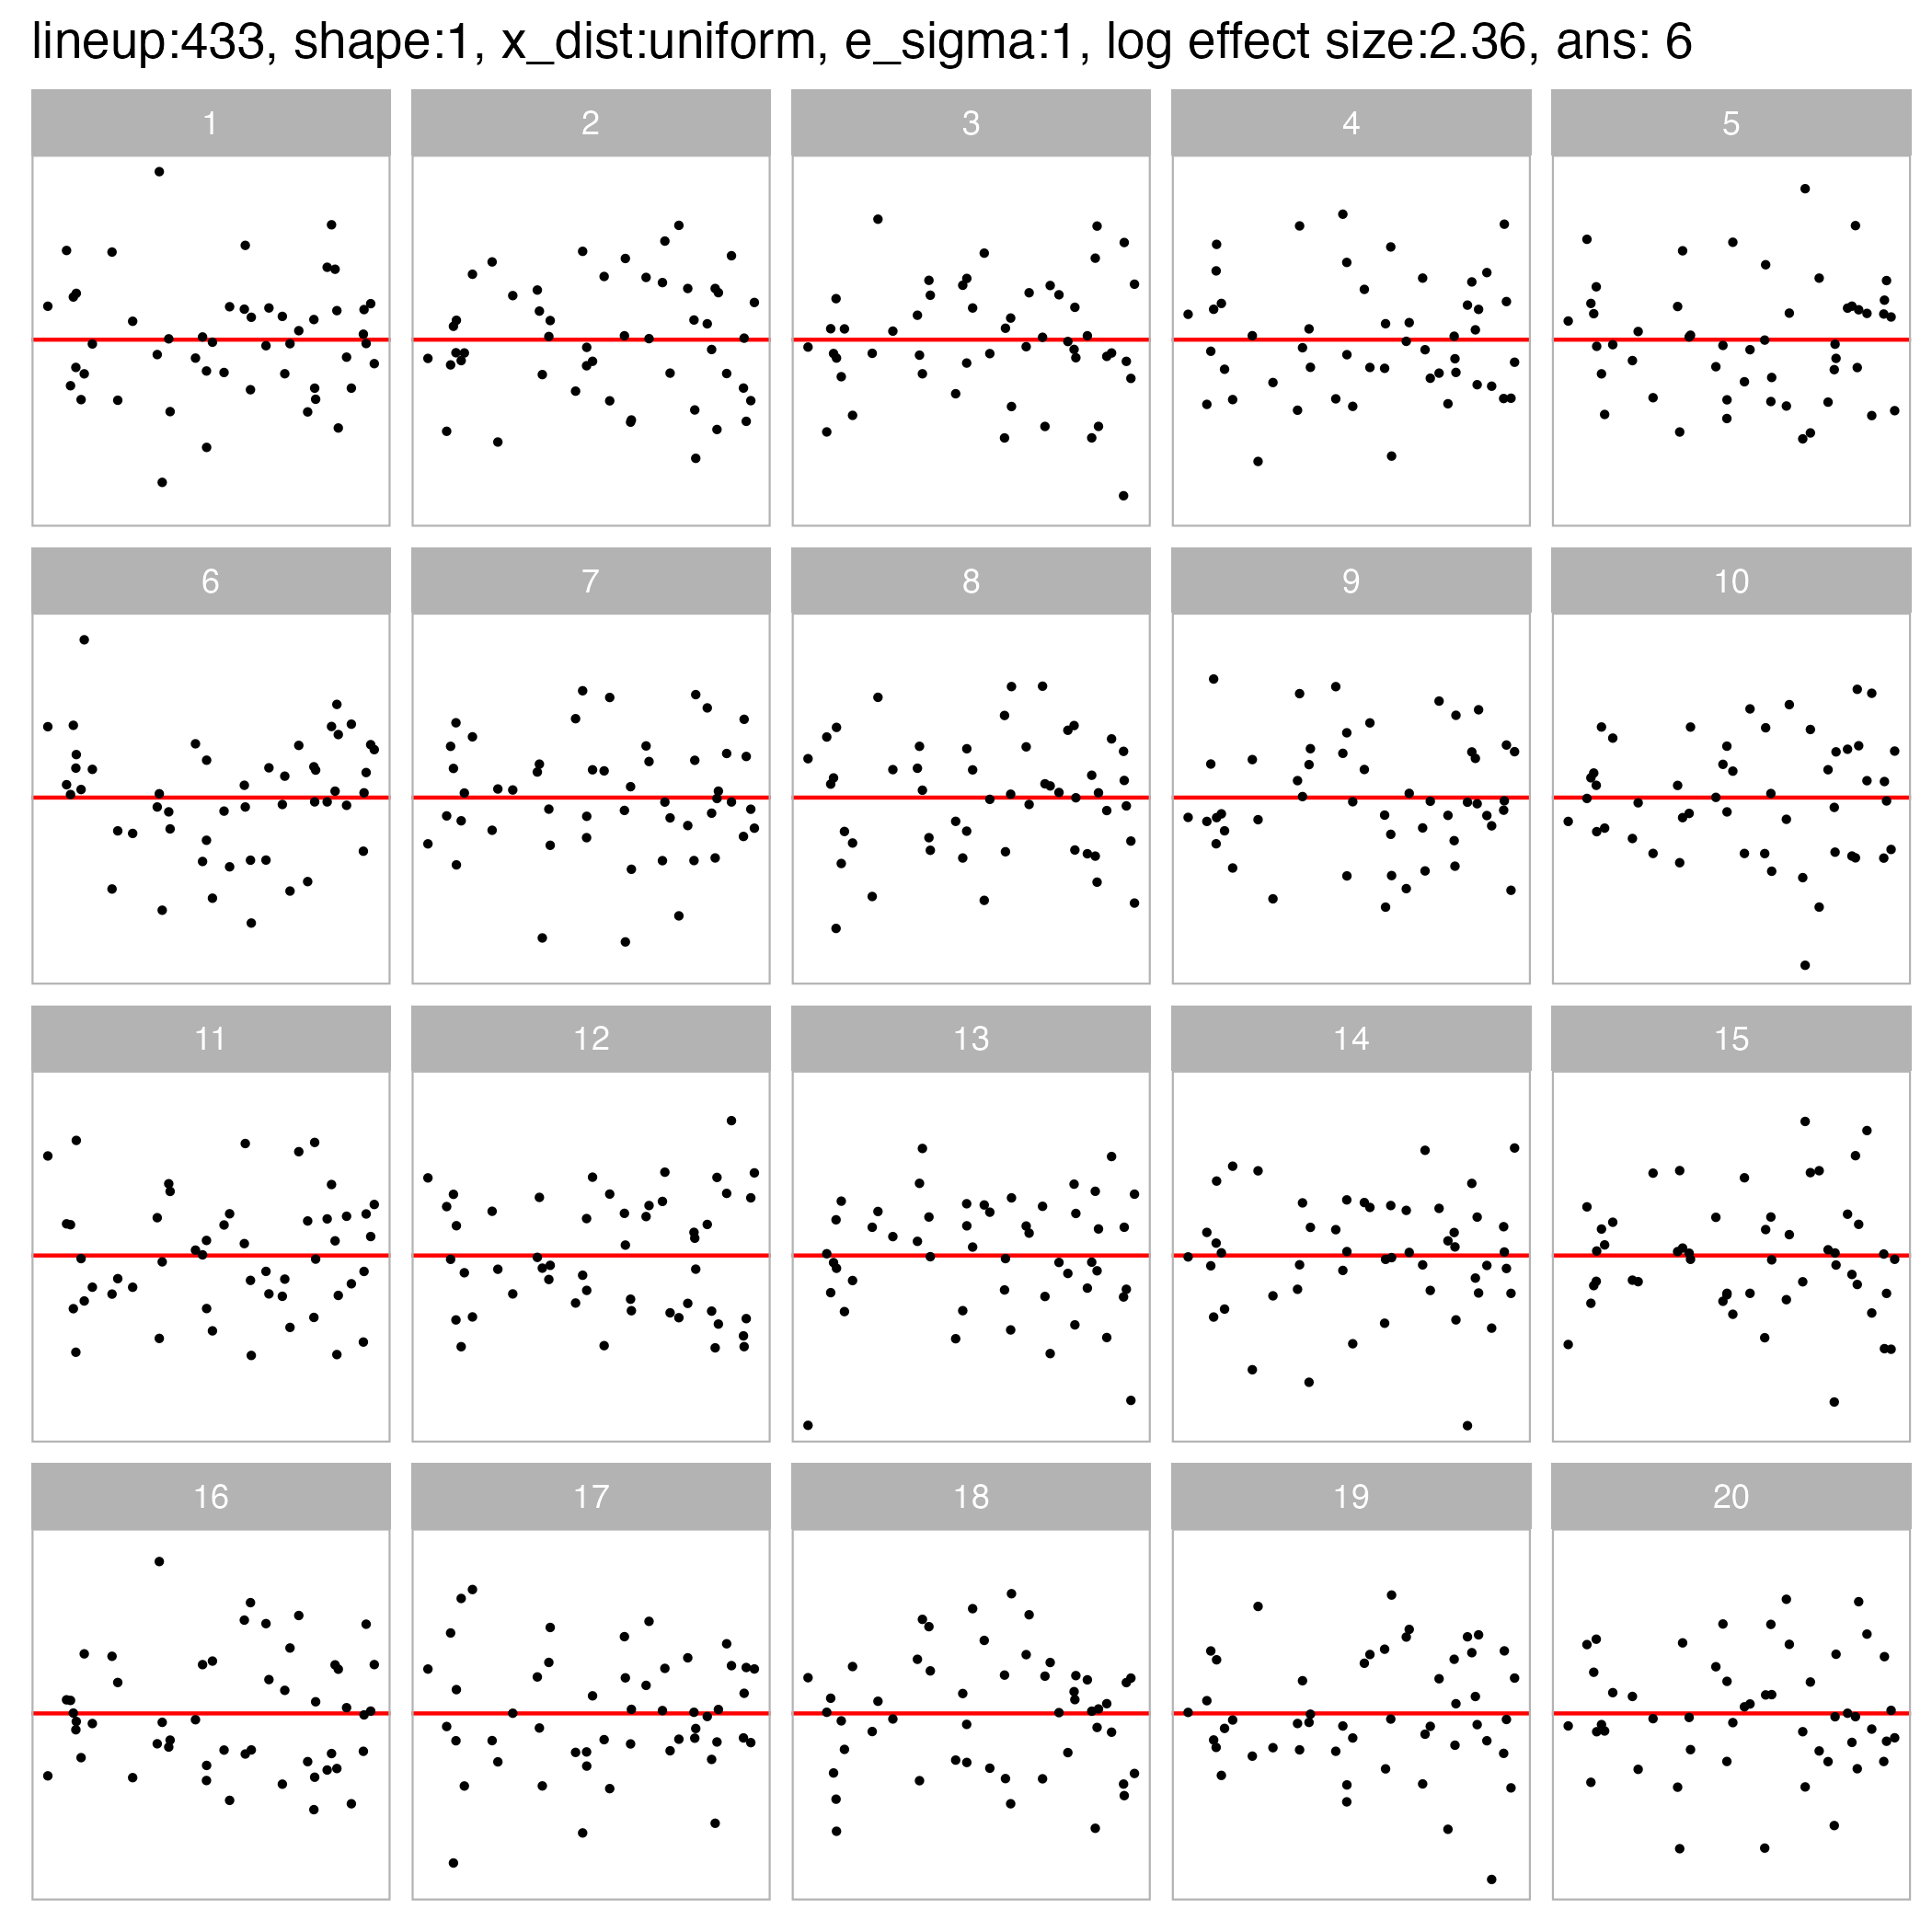 lineup:433, shape:1, x_dist:uniform, e_sigma:1, log effect size:2.36, ans: 6
1 2 3 4 5
6 7 8 9 10
11 12 13 14 15
16 17 18 19 20